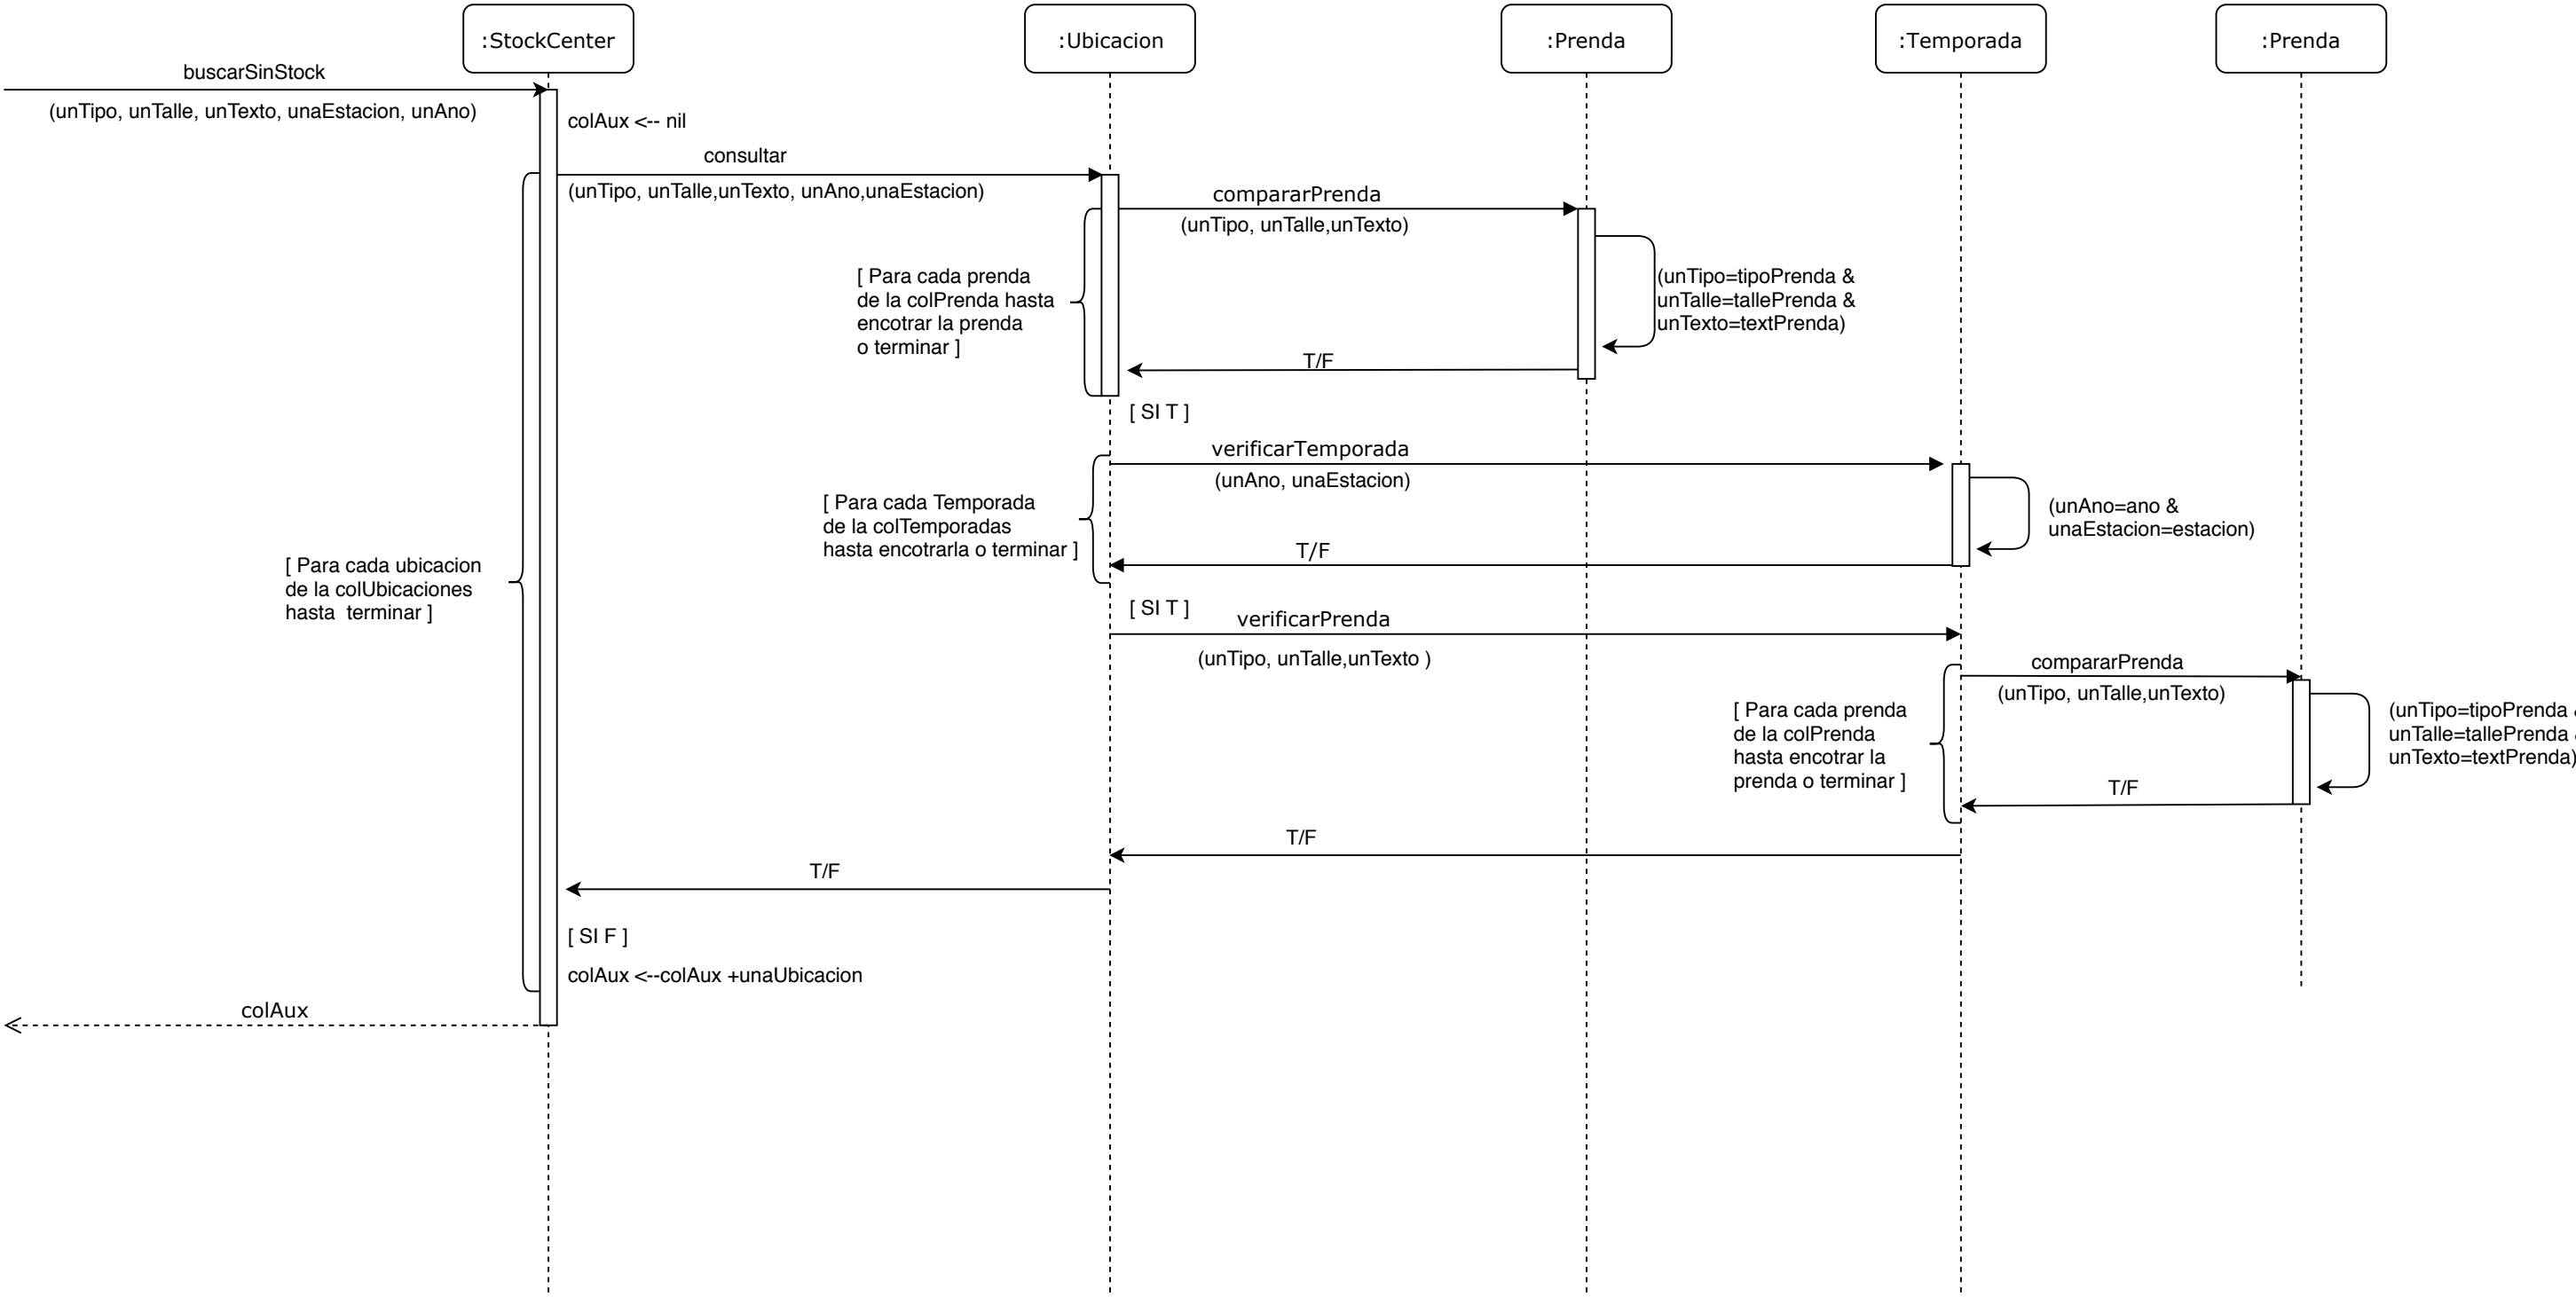 :StockCenter
:Ubicacion
:Prenda
:Temporada
:Prenda
buscarSinStock
(unTipo, unTalle, unTexto, unaEstacion, unAno)
colAux <-- nil
consultar
(unTipo, unTalle,unTexto, unAno,unaEstacion)
compararPrenda
(unTipo, unTalle,unTexto)
[ Para cada prenda
de la colPrenda hasta
encotrar la prenda
o terminar ]
(unTipo=tipoPrenda &
unTalle=tallePrenda &
unTexto=textPrenda)
T/F
[ SI T ]
verificarTemporada
(unAno, unaEstacion)
[ Para cada Temporada
de la colTemporadas
hasta encotrarla o terminar ]
(unAno=ano &
unaEstacion=estacion)
T/F
[ Para cada ubicacion
de la colUbicaciones
hasta  terminar ]
[ SI T ]
verificarPrenda
(unTipo, unTalle,unTexto )
compararPrenda
(unTipo, unTalle,unTexto)
[ Para cada prenda
de la colPrenda
hasta encotrar la
prenda o terminar ]
(unTipo=tipoPrenda
unTalle=tallePrenda
unTexto=textPrenda)
T/F
T/F
T/F
[ SI F ]
colAux <--colAux +unaUbicacion
colAux